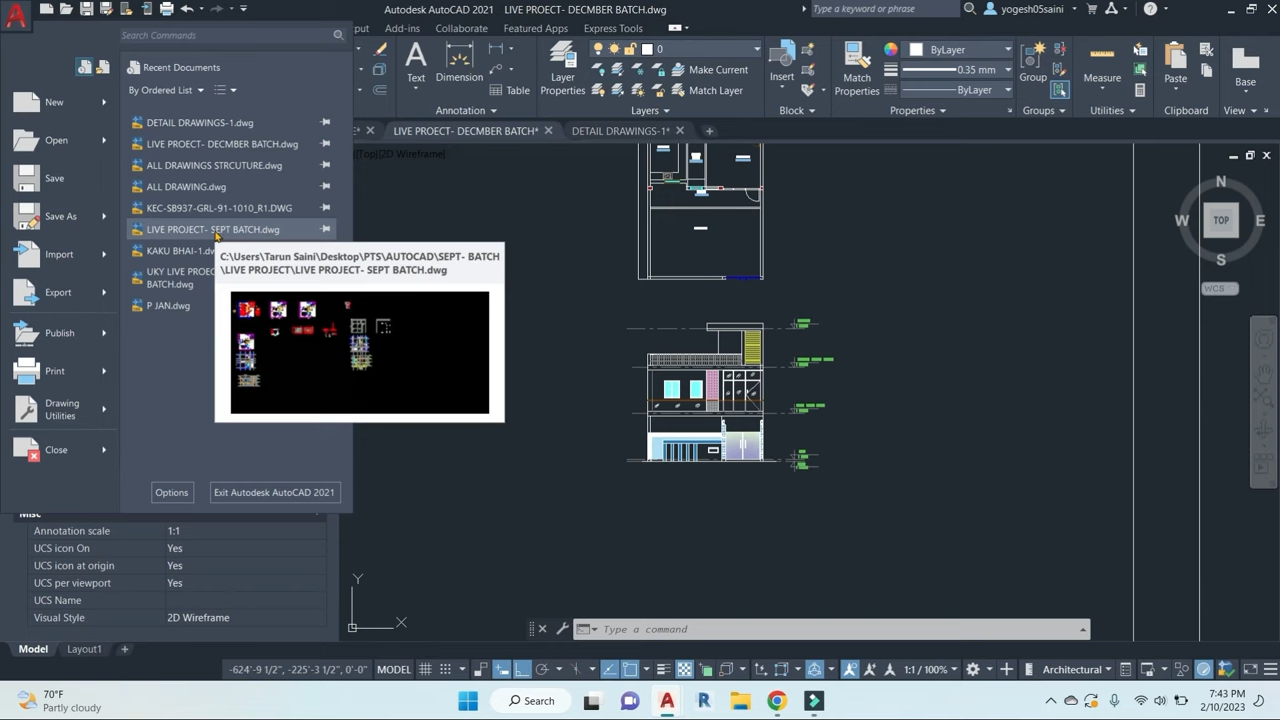 Autodesk AutoCAD 2021 LIVE PROECT- DECMBER BATCH.dwg
Type a keyword or phrase
yogesh05saini
Output
Add-ins
Collaborate
Express Tools
Featured Apps
Search Commands
Recent Documents
By Ordered List
DETAIL DRAWINGS-1.dwg
LIVE PROECT- DECMBER BATCH.dwg
ALL DRAWINGS STRCUTURE.dwg
ALL DRAWING.dwg
KEC-SB937-GRL-91-1010_R1.DWG
LIVE PROJECT- SEPT BATCH.dwg
KAKU BHAI-1.dw
UKY LIVE PROEC
BATCH.dwg
P JAN.dwg
New
Open
Save
Save As
Import
Export
Publish
Print
Drawing
Utilities
Close
Options
Exit Autodesk AutoCAD 2021
C:\Users\Tarun Saini\Desktop\PTS\AUTOCAD\SEPT- BATCH
\LIVE PROJECT\LIVE PROJECT- SEPT BATCH.dwg
Text
Dimension
Table
Annotation
Layer
Properties
0
Make Current
Match Layer
Layers
Insert
Block
Match
Properties
ByLayer
0.35 mm
ByLayer
Properties
Group
Groups
Measure
Utilities
Paste
Clipboard
Base
View
LIVE PROECT- DECMBER BATCH*
DETAIL DRAWINGS-1*
[Top][2D Wireframe]
N
W
TOP
E
S
WCS
Misc
Annotation scale 1:1
UCS icon On Yes
UCS icon at origin Yes
UCS per viewport Yes
UCS Name
Visual Style 2D Wireframe
Y
X
Type a command
Model
Layout1
-624'-9 1/2", -225'-3 1/2", 0'-0"
MODEL
1:1 / 100%
Architectural
70°F
Partly cloudy
Search
7:43 PM
2/10/2023